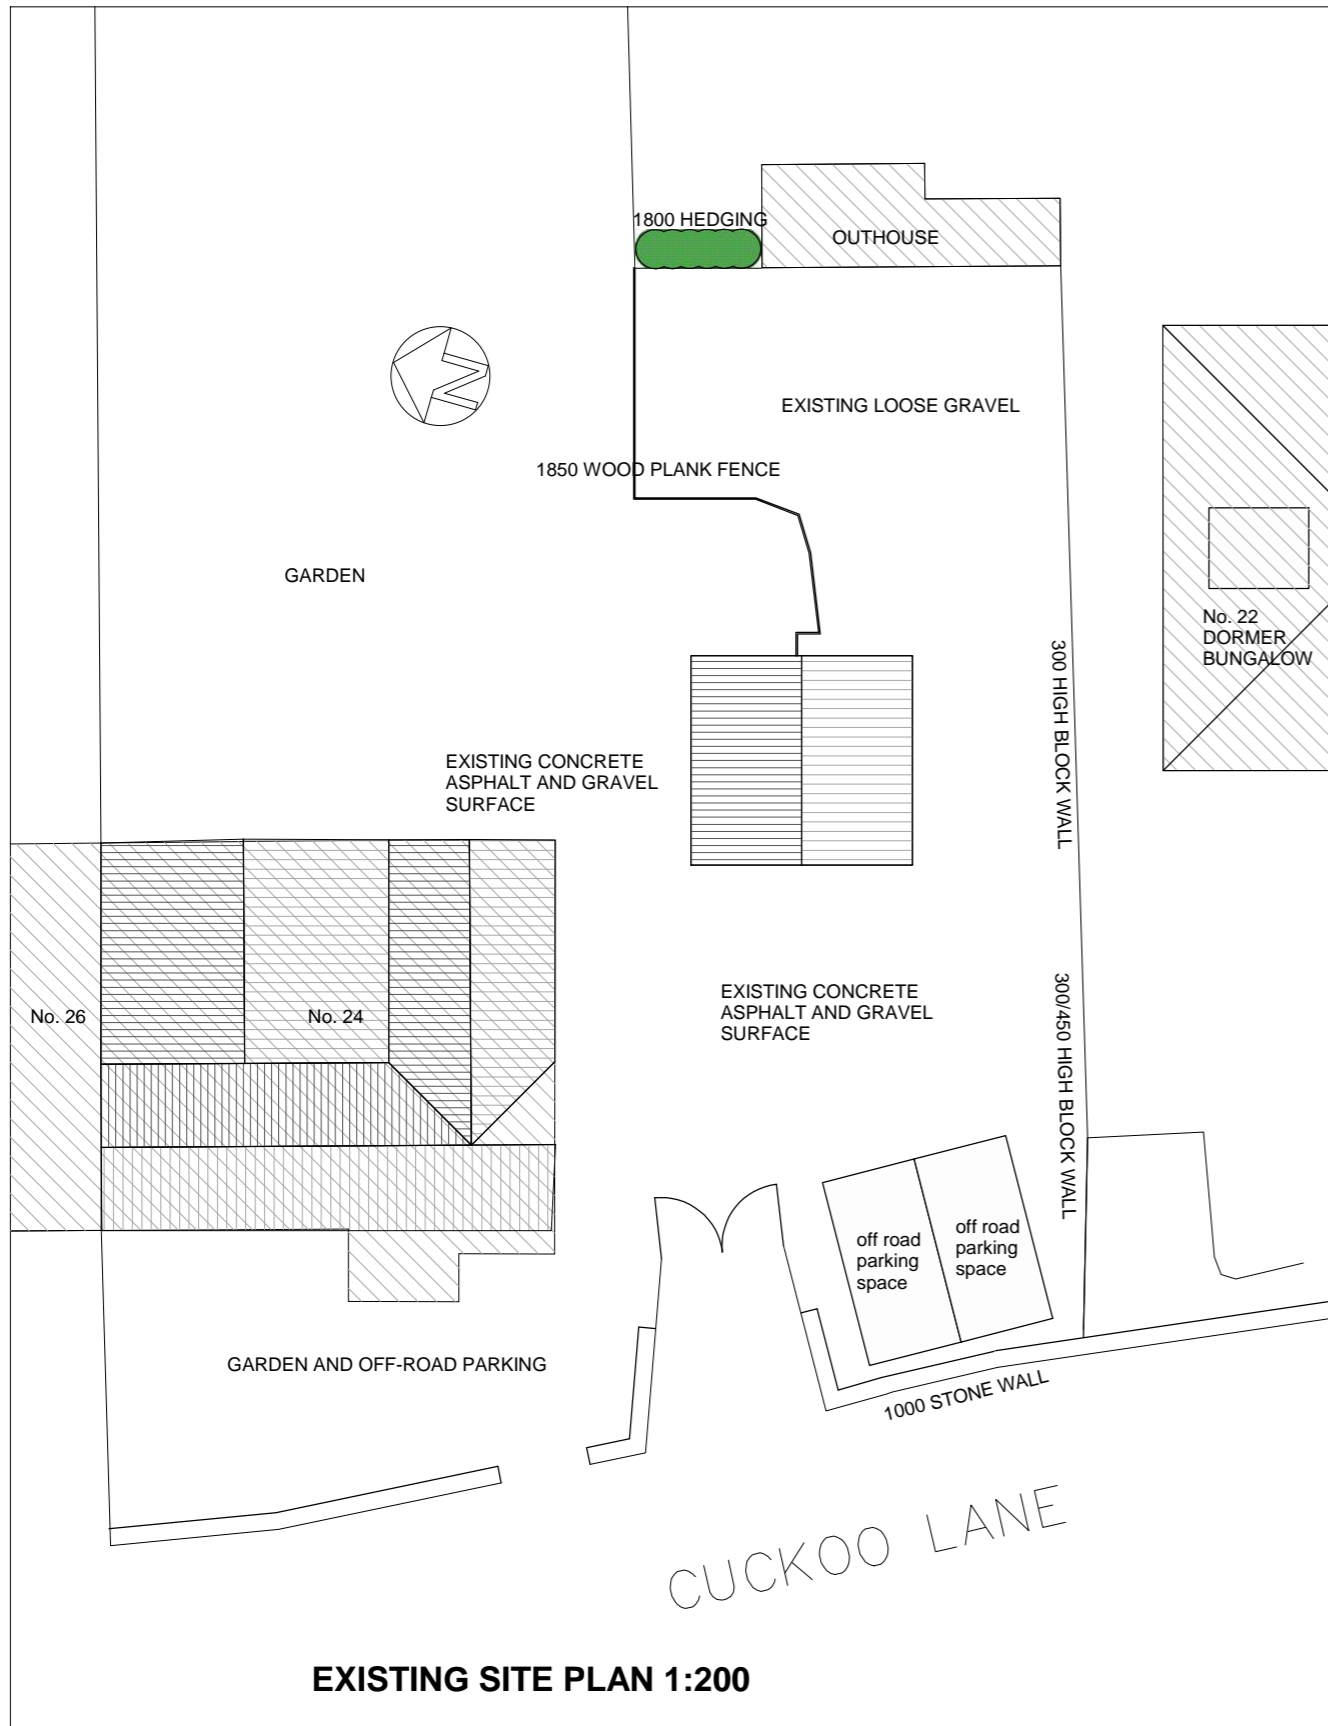 1800 HEDGING
OUTHOUSE
EXISTING LOOSE GRAVEL
1850 WOOD PLANK FENCE
GARDEN
No. 22
DORMER
BUNGALOW
300 HIGH BLOCK WALL
EXISTING CONCRETE
ASPHALT AND GRAVEL
SURFACE
No. 26
No. 24
EXISTING CONCRETE
ASPHALT AND GRAVEL
SURFACE
300/450 HIGH BLOCK WALL
off road
parking
space
off road
parking
space
GARDEN AND OFF-ROAD PARKING
1000 STONE WALL
CUCKOO LANE
EXISTING SITE PLAN 1:200
N